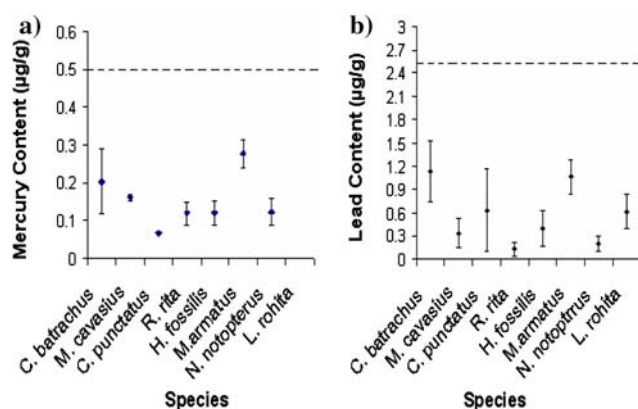 a)
Mercury Content (µg/g)
0.6
0.5
0.4
0.3
0.2
0.1
0
C. batrachus
M. cavasius
C. punctatus
R. rita
H. fossilis
M.armatus
N. notopterus
L. rohita
Species
b)
Lead Content (µg/g)
3
2.7
2.4
2.1
1.8
1.5
1.2
0.9
0.6
0.3
0
C. batrachus
M. cavasius
C. punctatus
R. rita
H. fossilis
M.armatus
N. notoptrrus
L. rohita
Species